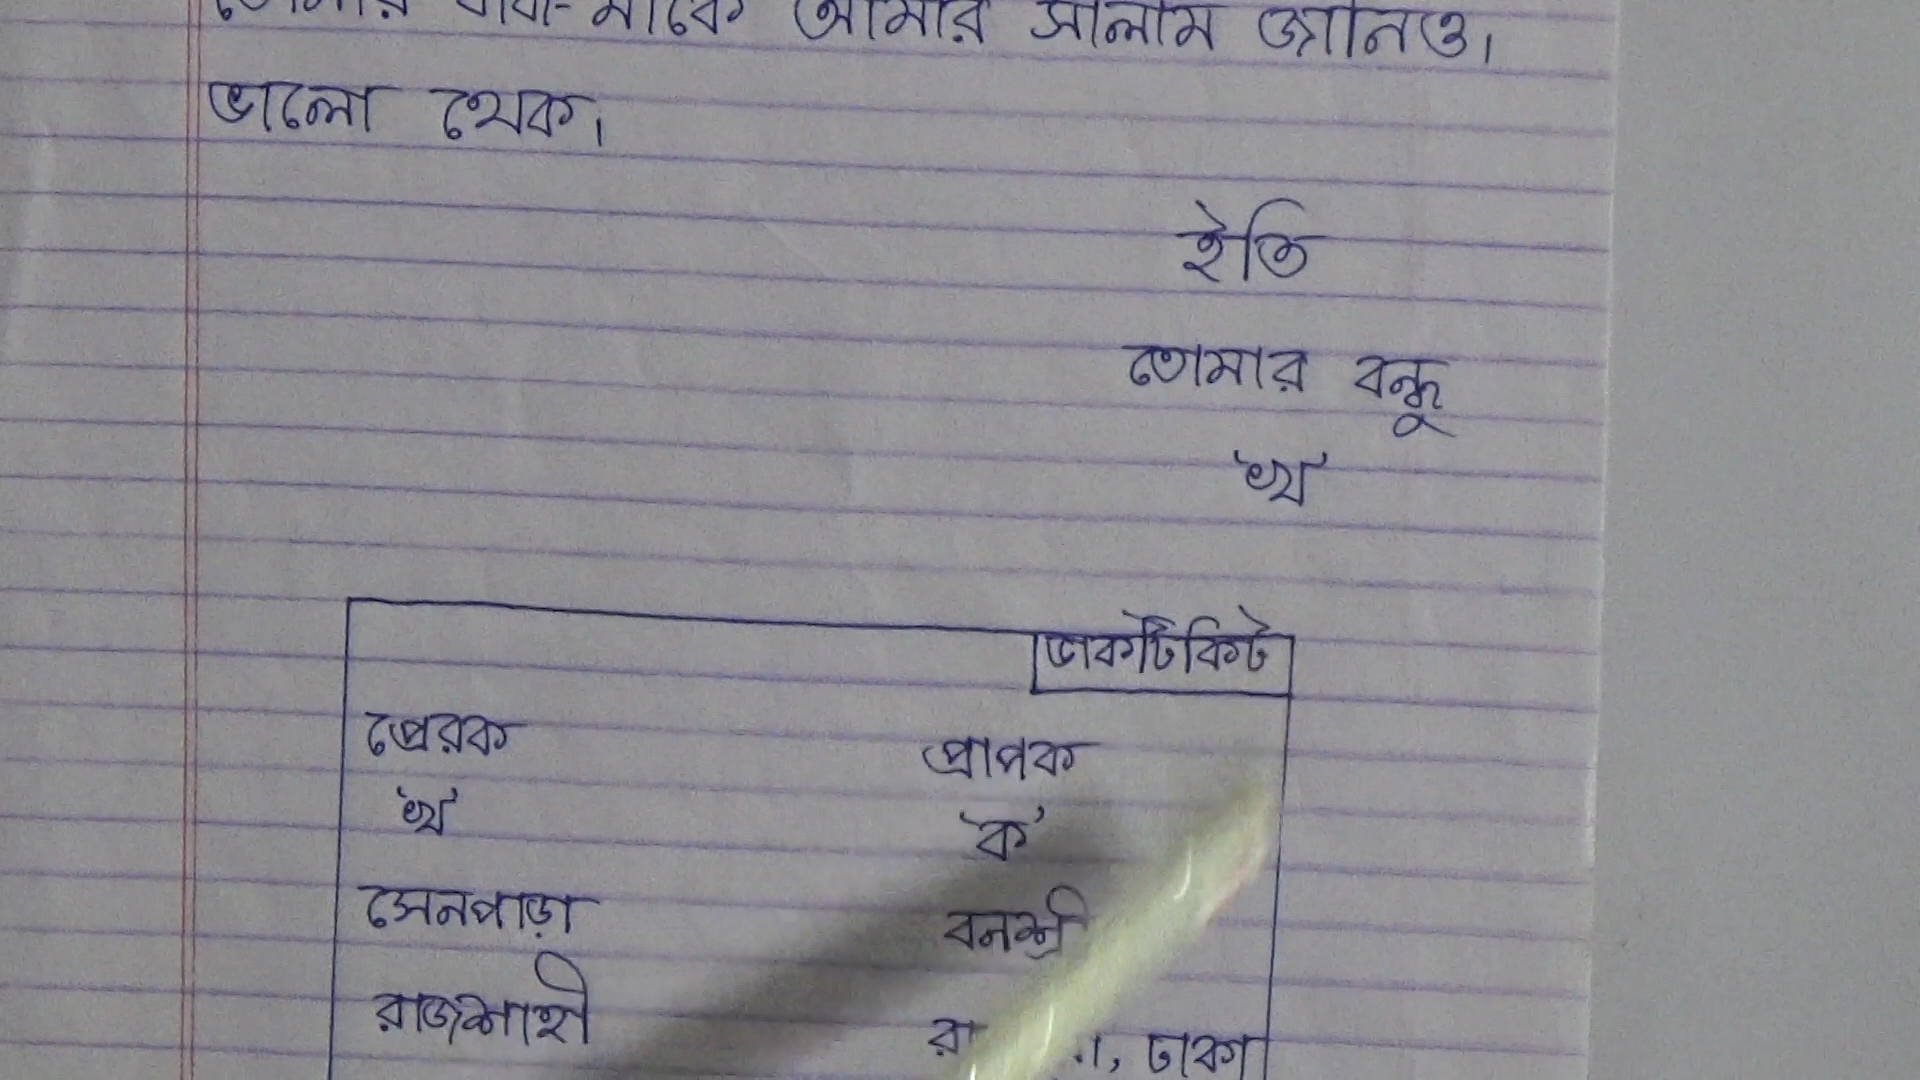 তোমার বাবা-মাকে আমার সালাম জানিও।
ভালো থেক।
ইতি
তোমার বন্ধু
'খ'
ডাকটিকিট
প্রেরক
'খ'
সেনপাড়া
রাজশাহী
প্রাপক
'ক'
বনশ্রী
ঢাকা